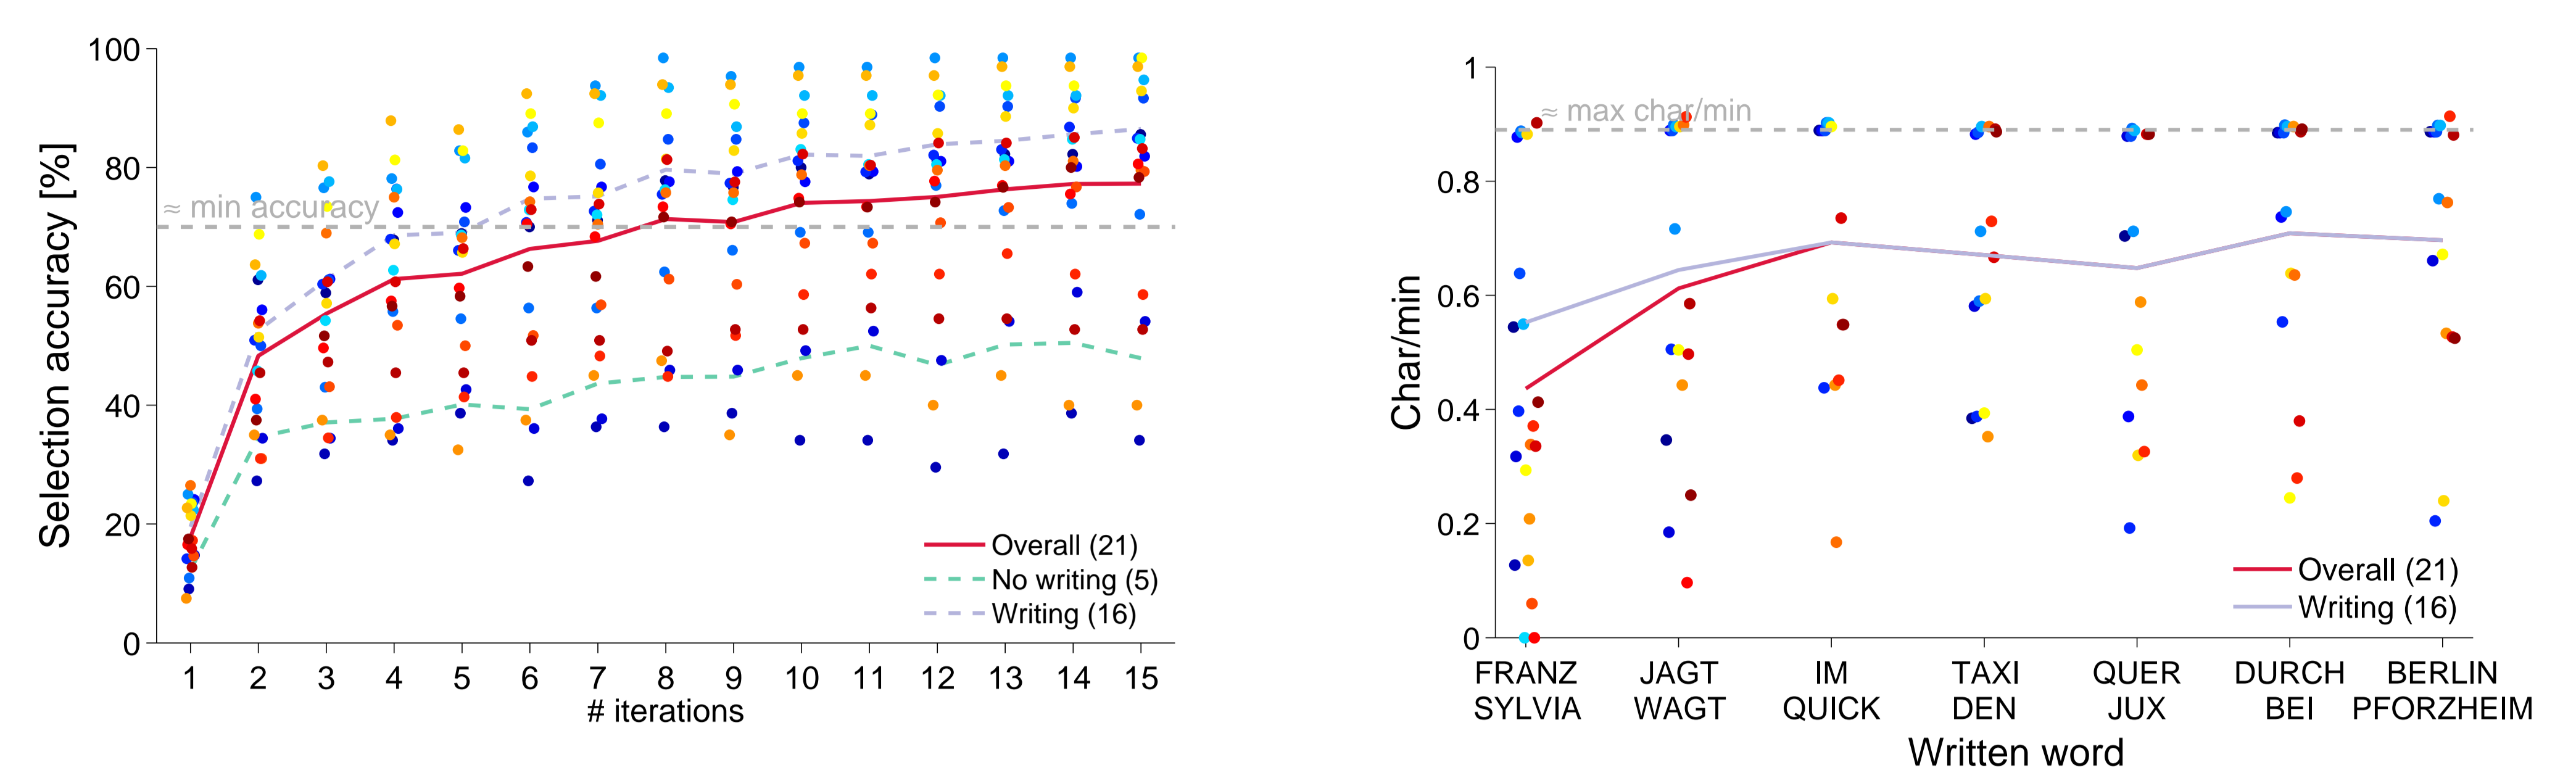 Selection accuracy [%]
100
80
60
40
20
0
≈ min accuracy
Overall (21)
No writing (5)
Writing (16)
1 2 3 4 5 6 7 8 9 10 11 12 13 14 15
# iterations
Char/min
1
0.8
0.6
0.4
0.2
0
≈ max char/min
Overall (21)
Writing (16)
FRANZ JAGT IM TAXI QUER DURCH BERLIN
SYLVIA WAGT QUICK DEN JUX BEI PFORZHEIM
Written word